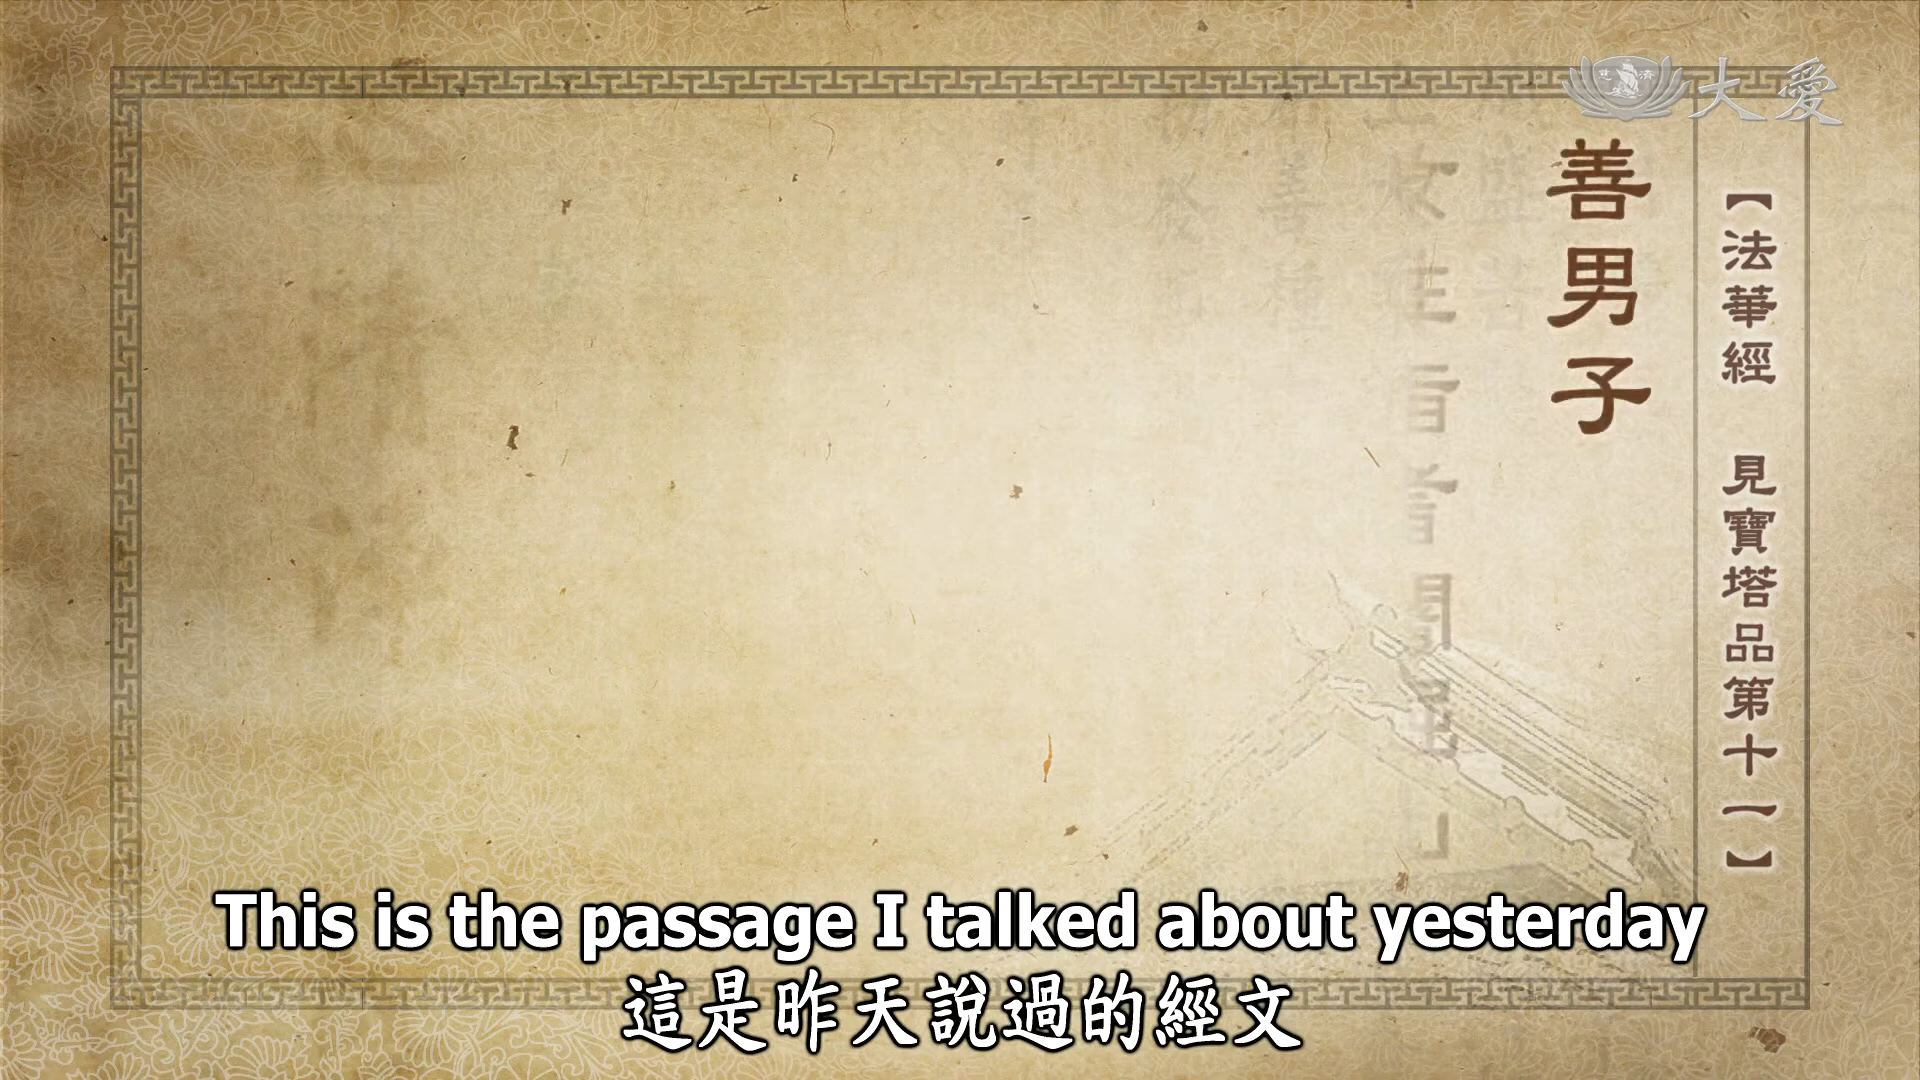 大愛
【法華經 見寶塔品第十一】
善男子
This is the passage I talked about yesterday
這是昨天說過的經文